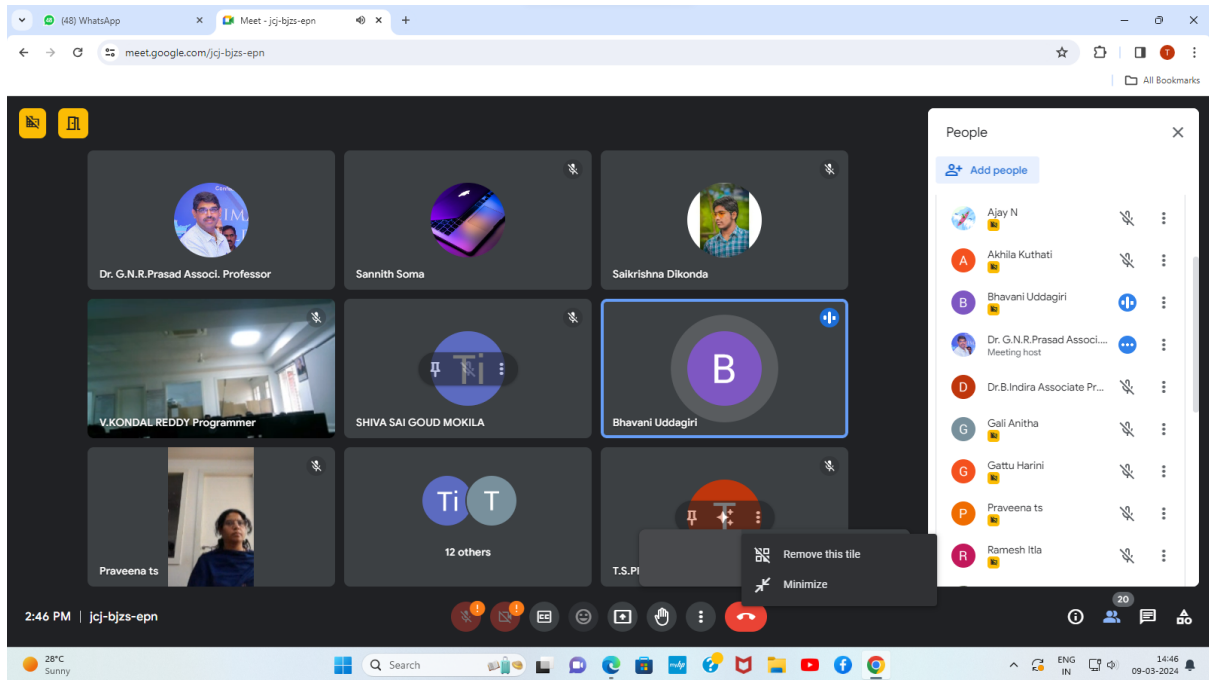 (48) WhatsApp
Meet - jcj-bjzs-epn
meet.google.com/jcj-bjzs-epn
All Bookmarks
Dr. G.N.R.Prasad Associ. Professor
Sannith Soma
Saikrishna Dikonda
V.KONDAL REDDY Programmer
Ti
SHIVA SAI GOUD MOKILA
B
Bhavani Uddagiri
Praveena ts
Ti T
12 others
T
T.S.P
Remove this tile
Minimize
People
Add people
Ajay N
A
Akhila Kuthati
B
Bhavani Uddagiri
Dr. G.N.R.Prasad Associ....
Meeting host
D
Dr.B.Indira Associate Pr...
G
Gali Anitha
G
Gattu Harini
P
Praveena ts
R
Ramesh Itla
2:46 PM | jcj-bjzs-epn
CC
20
28°C
Sunny
Search
ENG
IN
14:46
09-03-2024